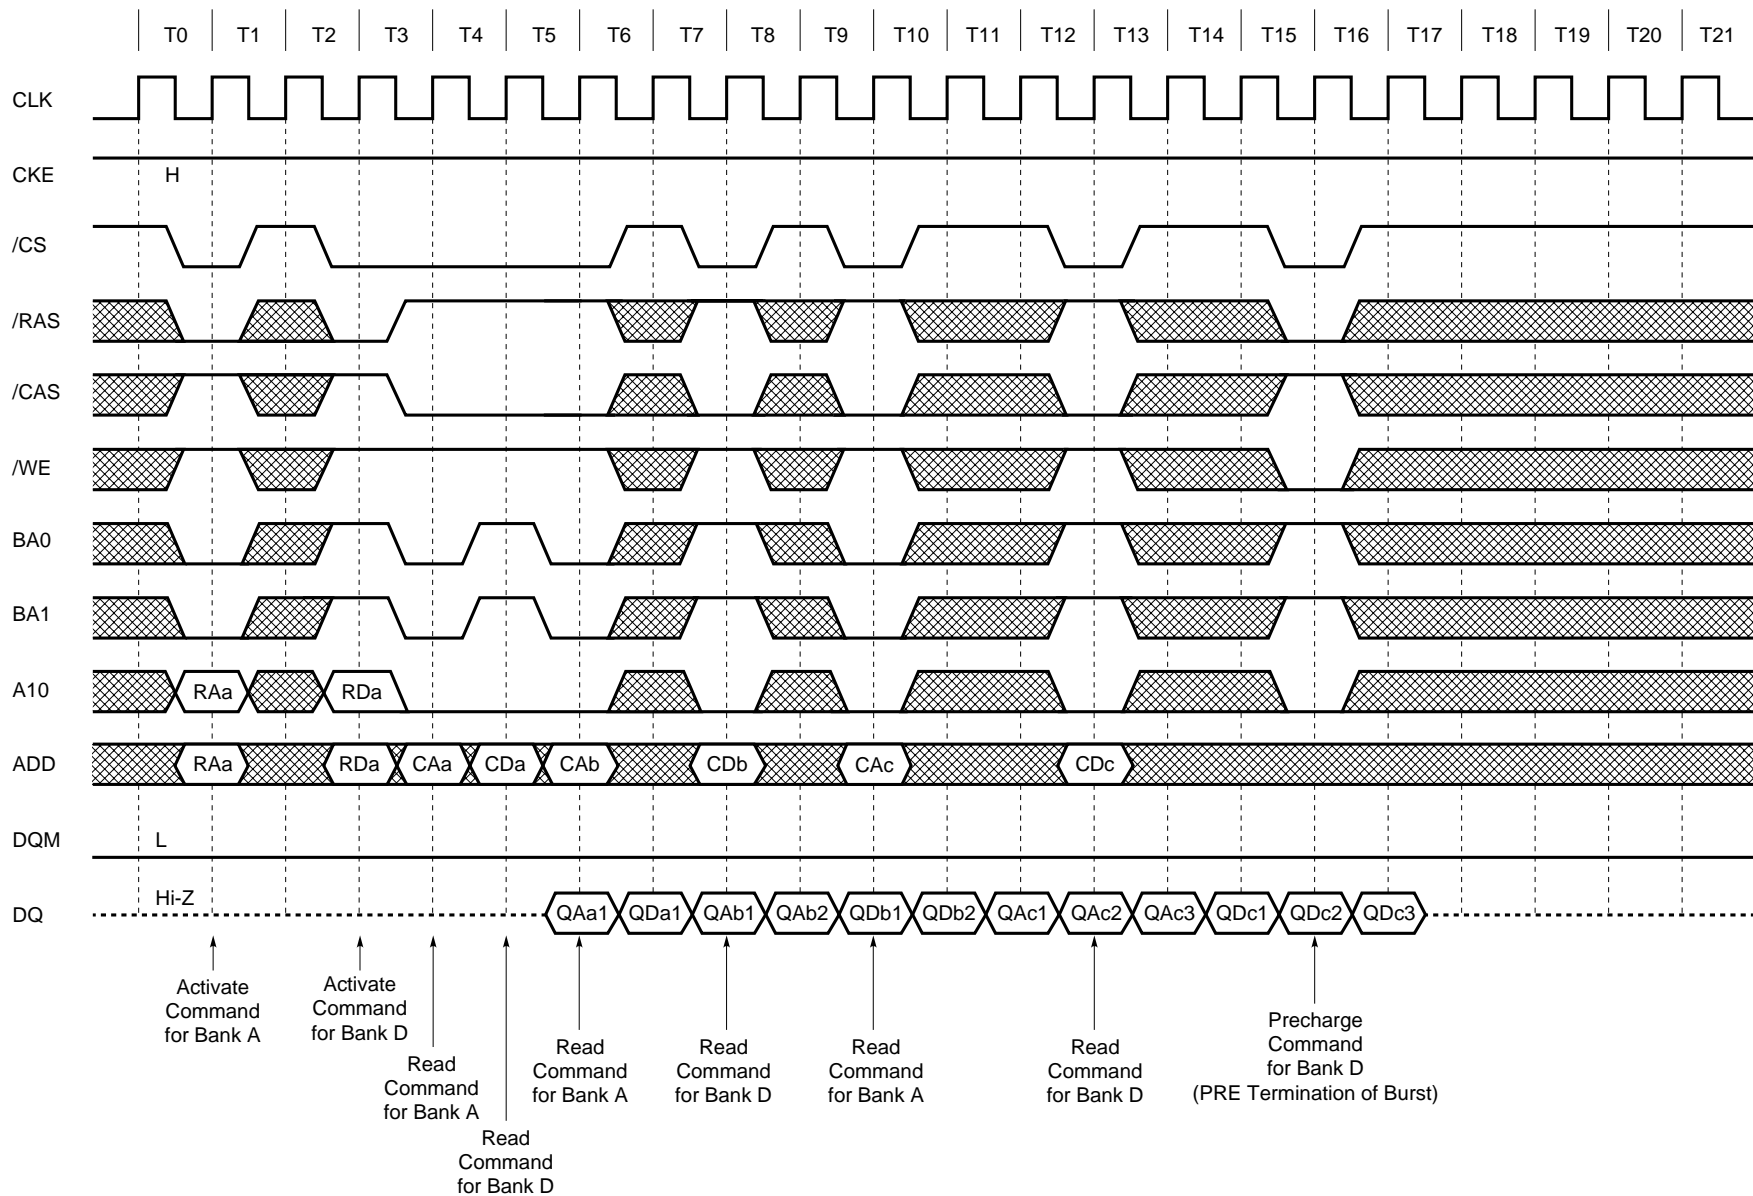 T0 T1 T2 T3 T4 T5 T6 T7 T8 T9 T10 T11 T12 T13 T14 T15 T16 T17 T18 T19 T20 T21
CLK
CKE H
/CS
/RAS
/CAS
/WE
BA0
BA1
A10 RAa RDa
ADD RAa RDa CAa CDa CAb CDb CAc CDc
DQM L
DQ Hi-Z QAa1 QDa1 QAb1 QAb2 QDb1 QDb2 QAc1 QAc2 QAc3 QDc1 QDc2 QDc3
Activate
Command
for Bank A
Activate
Command
for Bank D
Read
Command
for Bank A
Read
Command
for Bank D
Read
Command
for Bank A
Read
Command
for Bank D
Read
Command
for Bank A
Read
Command
for Bank D
Precharge
Command
for Bank D
(PRE Termination of Burst)